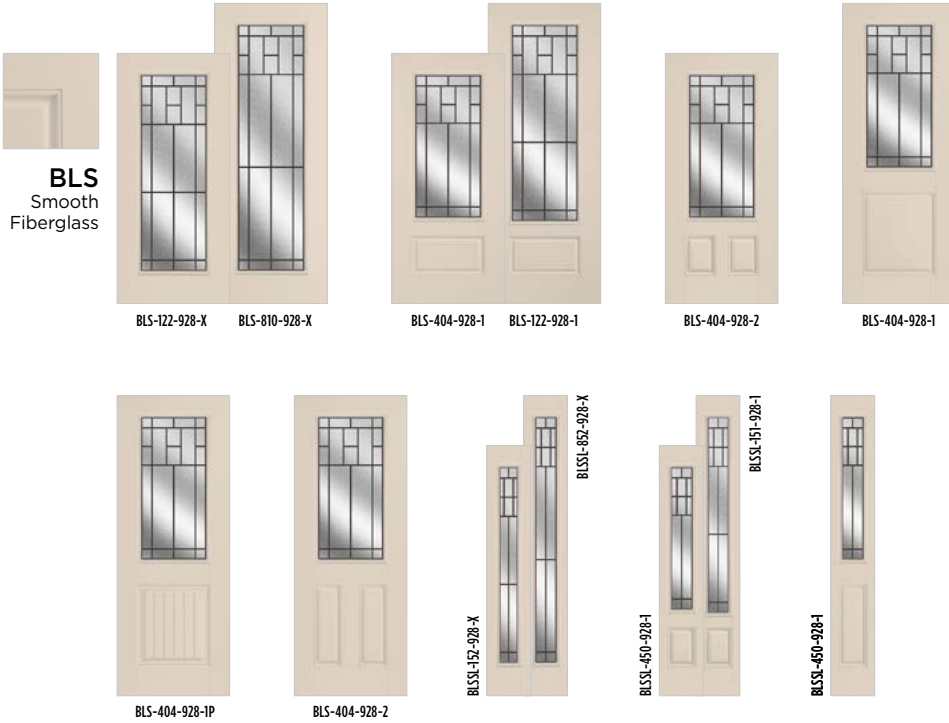 BLS
Smooth
Fiberglass
BLS-122-928-X
BLS-810-928-X
BLS-404-928-1
BLS-122-928-1
BLS-404-928-2
BLS-404-928-1
BLS-404-928-1P
BLS-404-928-2
BLSSL-152-928-X
BLSSL-852-928-X
BLSSL-450-928-1
BLSSL-151-928-1
BLSSL-450-928-1